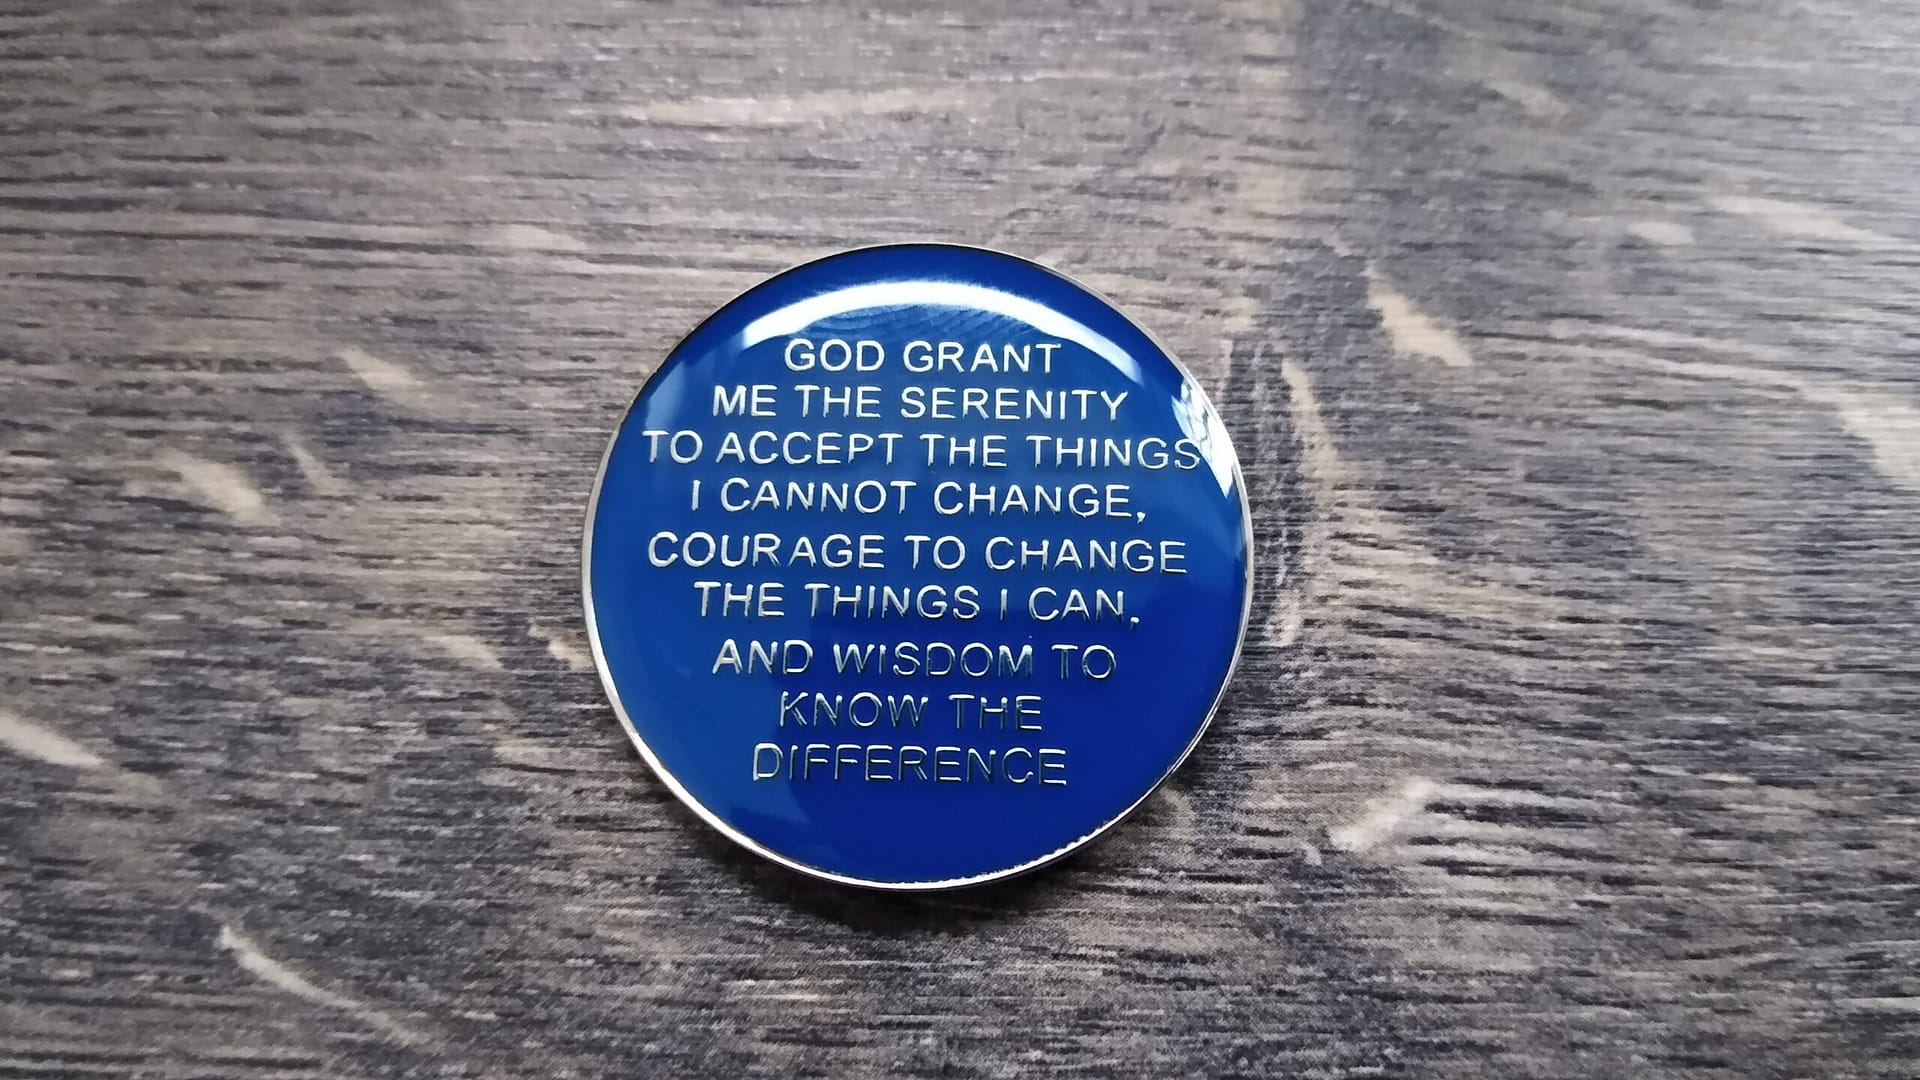 GOD GRANT
ME THE SERENITY
TO ACCEPT THE THINGS
I CANNOT CHANGE,
COURAGE TO CHANGE
THE THINGS I CAN,
AND WISDOM TO
KNOW THE
DIFFERENCE